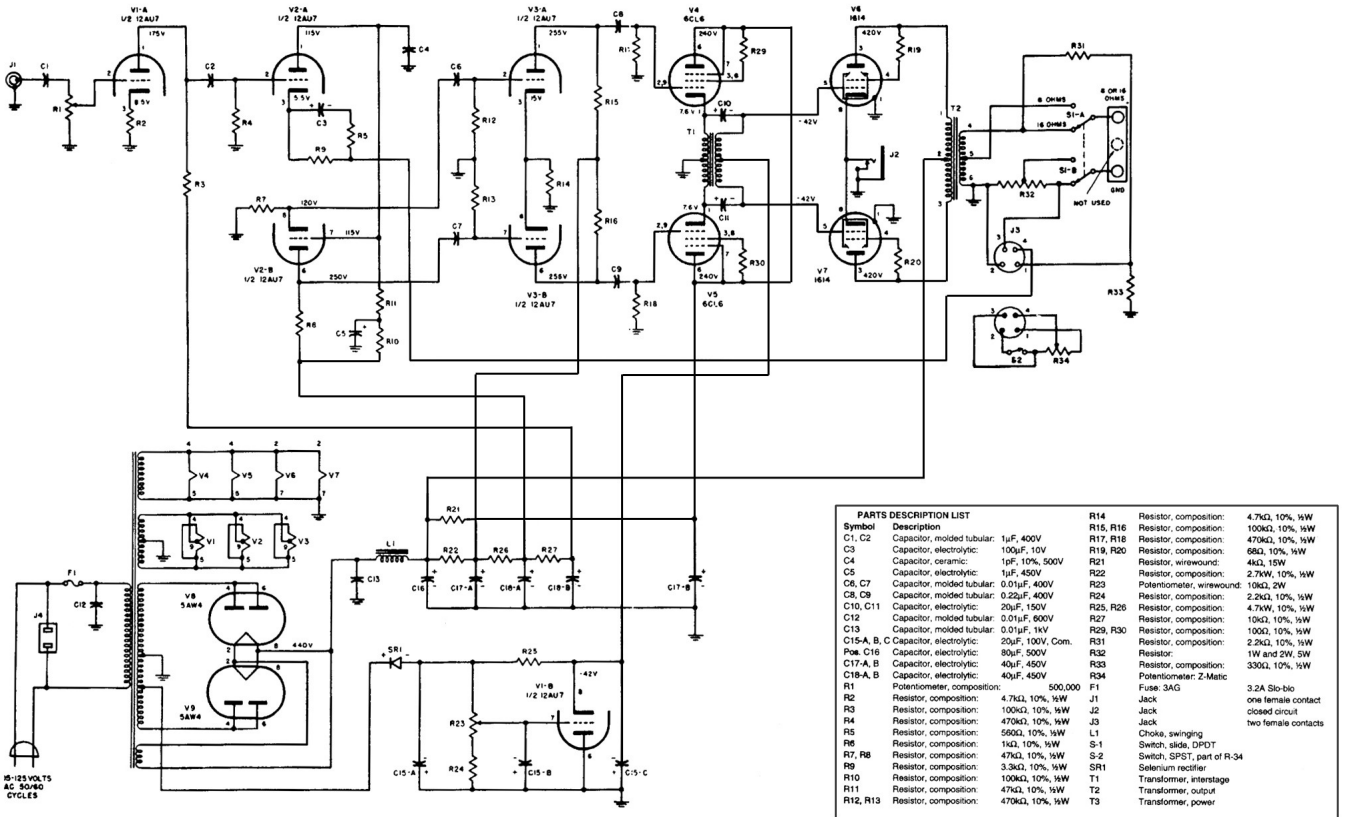 V1-A
1/2 12AU7
175V
V2-A
1/2 12AU7
115V
V3-A
1/2 12AU7
255V
C8
V4
6CL6
240V
V6
1614
420V
J1
C1
R1
8.5V
R2
C2
R4
5.5V
C3
R5
R9
C4
C6
R12
15V
R15
R29
2,9
3,8
7.6V
C10
R19
-42V
T2
R31
8 OHMS
16 OHMS
S1-A
8 OR 16
OHMS
R3
R7
120V
115V
V2-B
1/2 12AU7
250V
R13
C7
R14
R16
T1
J2
S1-B
R32
GND
NOT USED
7.6V
C11
-42V
2,9
3,8
R30
240V
V5
6CL6
V7
1614
420V
R20
J3
R33
R6
R11
C5
R10
V3-B
1/2 12AU7
256V
C9
R18
S2
R34
V4
V5
V6
V7
V1
V2
V3
F1
C12
J4
V8
5AW4
440V
V9
5AW4
15-125 VOLTS
AC 50/60
CYCLES
L1
C13
R21
R22
R26
R27
C16
C17-A
C18-A
C18-B
C17-B
SR1
R25
-42V
V1-B
1/2 12AU7
R23
R24
C15-A
C15-B
C15-C
PARTS DESCRIPTION LIST
Symbol Description
C1, C2 Capacitor, molded tubular: 1µF, 400V
C3 Capacitor, electrolytic: 100µF, 10V
C4 Capacitor, ceramic: 1pF, 10%, 500V
C5 Capacitor, electrolytic: 1µF, 450V
C6, C7 Capacitor, molded tubular: 0.01µF, 400V
C8, C9 Capacitor, molded tubular: 0.22µF, 400V
C10, C11 Capacitor, electrolytic: 20µF, 150V
C12 Capacitor, molded tubular: 0.01µF, 600V
C13 Capacitor, molded tubular: 0.01µF, 1kV
C15-A, B, C Capacitor, electrolytic: 20µF, 100V, Com.
Pos. C16 Capacitor, electrolytic: 80µF, 500V
C17-A, B Capacitor, electrolytic: 40µF, 450V
C18-A, B Capacitor, electrolytic: 40µF, 450V
R1 Potentiometer, composition: 500,000
R2 Resistor, composition: 4.7kΩ, 10%, ½W
R3 Resistor, composition: 100kΩ, 10%, ½W
R4 Resistor, composition: 470kΩ, 10%, ½W
R5 Resistor, composition: 560Ω, 10%, ½W
R6 Resistor, composition: 1kΩ, 10%, ½W
R7, R8 Resistor, composition: 47kΩ, 10%, ½W
R9 Resistor, composition: 3.3kΩ, 10%, ½W
R10 Resistor, composition: 100kΩ, 10%, ½W
R11 Resistor, composition: 47kΩ, 10%, ½W
R12, R13 Resistor, composition: 470kΩ, 10%, ½W
R14 Resistor, composition: 4.7kΩ, 10%, ½W
R15, R16 Resistor, composition: 100kΩ, 10%, ½W
R17, R18 Resistor, composition: 470kΩ, 10%, ½W
R19, R20 Resistor, composition: 68Ω, 10%, ½W
R21 Resistor, wirewound: 4kΩ, 15W
R22 Resistor, composition: 2.7kW, 10%, ½W
R23 Potentiometer, wirewound: 10kΩ, 2W
R24 Resistor, composition: 2.2kΩ, 10%, ½W
R25, R26 Resistor, composition: 4.7kW, 10%, ½W
R27 Resistor, composition: 10kΩ, 10%, ½W
R29, R30 Resistor, composition: 100Ω, 10%, ½W
R31 Resistor, composition: 2.2kΩ, 10%, ½W
R32 Resistor: 1W and 2W, 5W
R33 Resistor, composition: 330Ω, 10%, ½W
R34 Potentiometer: Z-Matic
F1 Fuse: 3AG 3.2A Slo-blo
J1 Jack one female contact
J2 Jack closed circuit
J3 Jack two female contacts
L1 Choke, swinging
S-1 Switch, slide, DPDT
S-2 Switch, SPST, part of R-34
SR1 Selenium rectifier
T1 Transformer, interstage
T2 Transformer, output
T3 Transformer, power